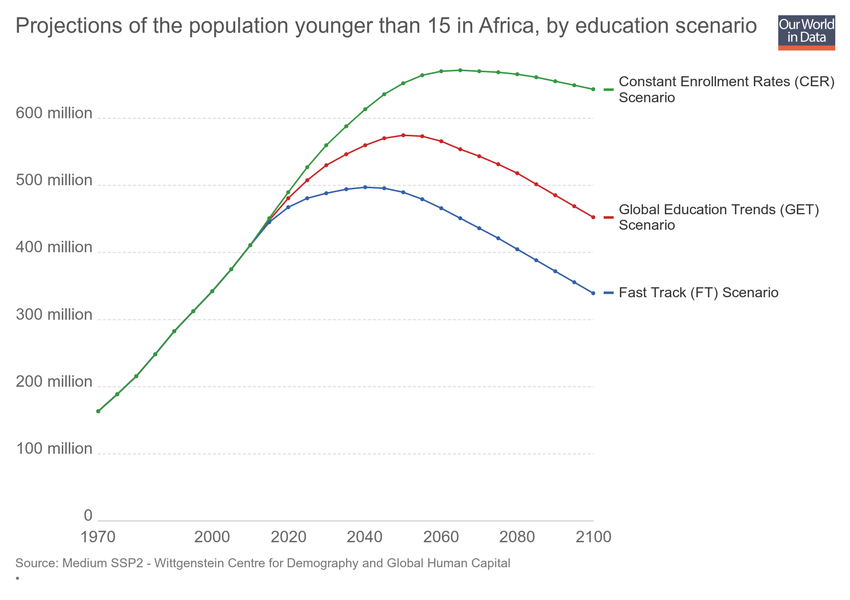 Projections of the population younger than 15 in Africa, by education scenario
Our World
in Data
Constant Enrollment Rates (CER)
Scenario
600 million
500 million
Global Education Trends (GET)
Scenario
400 million
Fast Track (FT) Scenario
300 million
200 million
100 million
0
1970
2000
2020
2040
2060
2080
2100
Source: Medium SSP2 - Wittgenstein Centre for Demography and Global Human Capital
•